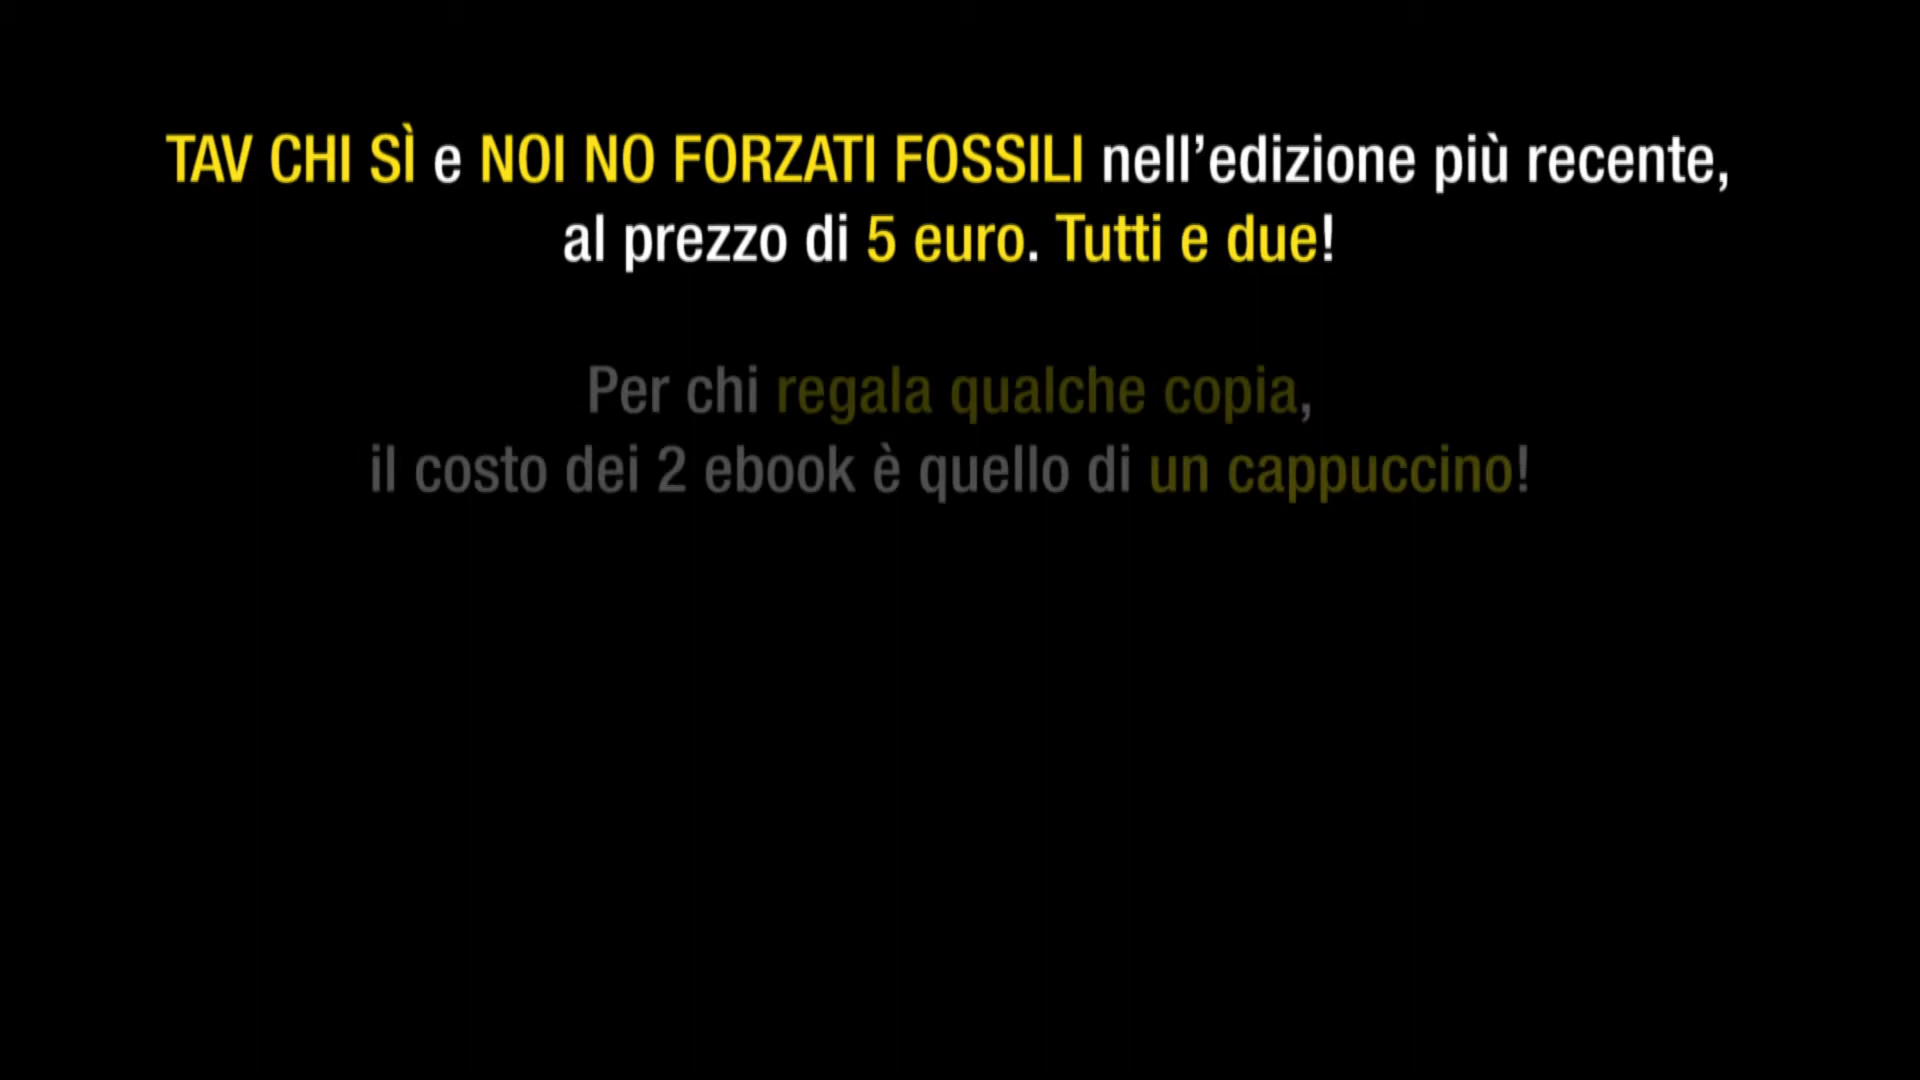 TAV CHI SÌ e NOI NO FORZATI FOSSILI nell’edizione più recente,
al prezzo di 5 euro. Tutti e due!
Per chi regala qualche copia,
il costo dei 2 ebook è quello di un cappuccino!